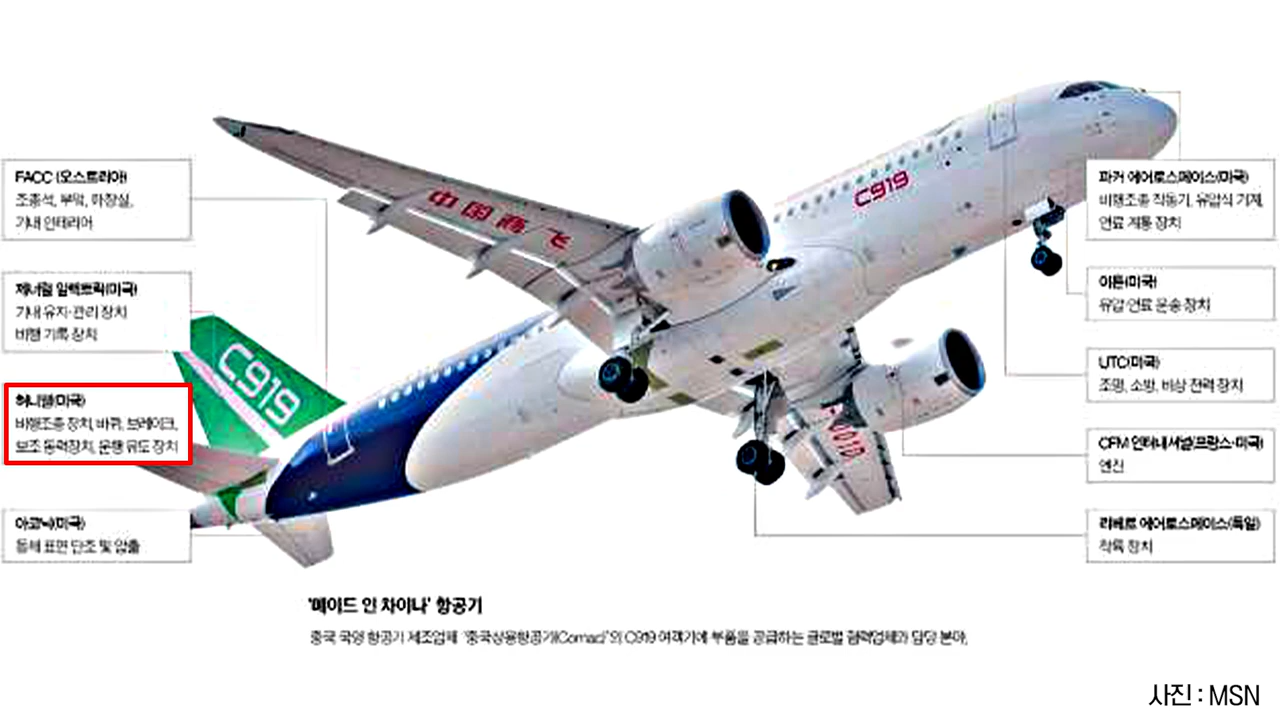 FACC (오스트리아)
조종석, 부엌, 화장실,
기내 인테리어
제너럴 일렉트릭(미국)
기내 유지·관리 장치
비행 기록 장치
허니웰(미국)
비행조종 장치, 바퀴, 브레이크,
보조 동력장치, 운행 유도 장치
아코닉(미국)
동체 표면 단조 및 압출
C919
中国商飞
C919
파커 에어로스페이스(미국)
비행조종 작동기, 유압식 기계,
연료 계통 장치
이튼(미국)
유압·연료 운송 장치
UTC(미국)
조명, 소방, 비상 전력 장치
CFM 인터내셔널(프랑스·미국)
엔진
리베르 에어로스페이스(독일)
착륙 장치
'메이드 인 차이나' 항공기
중국 국영 항공기 제조업체 '중국상용항공기(Comac)'의 C919 여객기에 부품을 공급하는 글로벌 협력업체와 담당 분야.
사진 : MSN